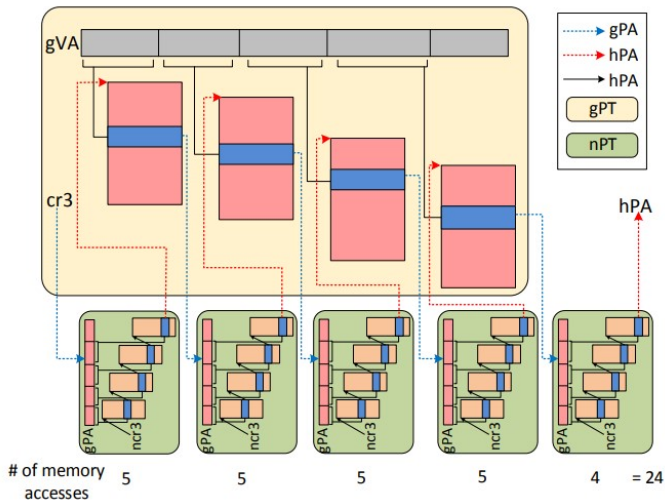 gVA
gPA
hPA
hPA
gPT
nPT
cr3
hPA
gPA
ncr3
gPA
ncr3
gPA
ncr3
gPA
ncr3
gPA
ncr3
# of memory
accesses
5 5 5 5 4 = 24